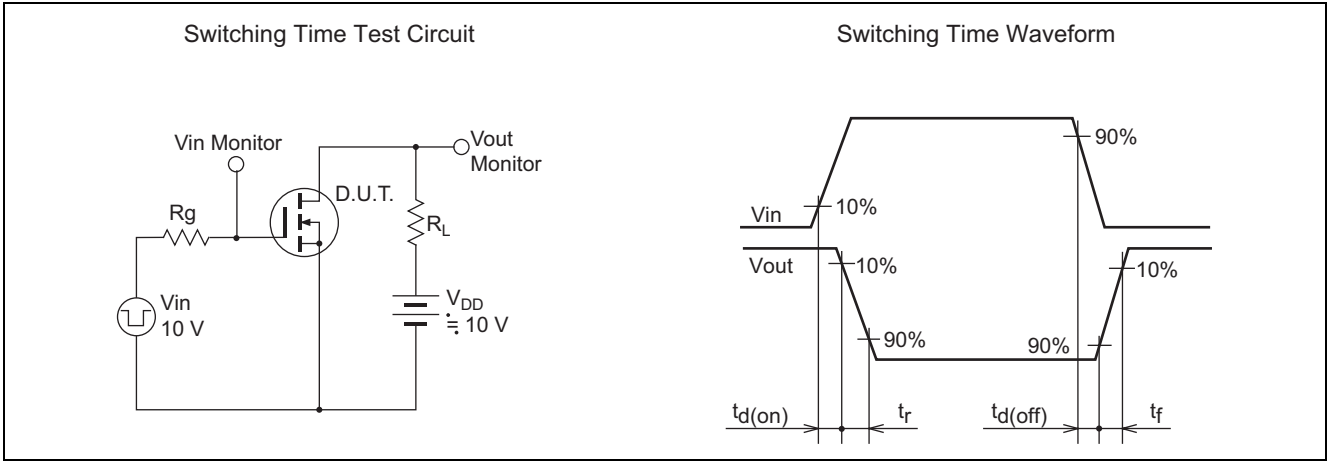 Switching Time Test Circuit
Vin Monitor
Vout
Monitor
D.U.T.
Rg
RL
Vin
10 V
VDD
≒ 10 V
Switching Time Waveform
90%
Vin
10%
Vout
10%
10%
90%
90%
td(on)
tr
td(off)
tf